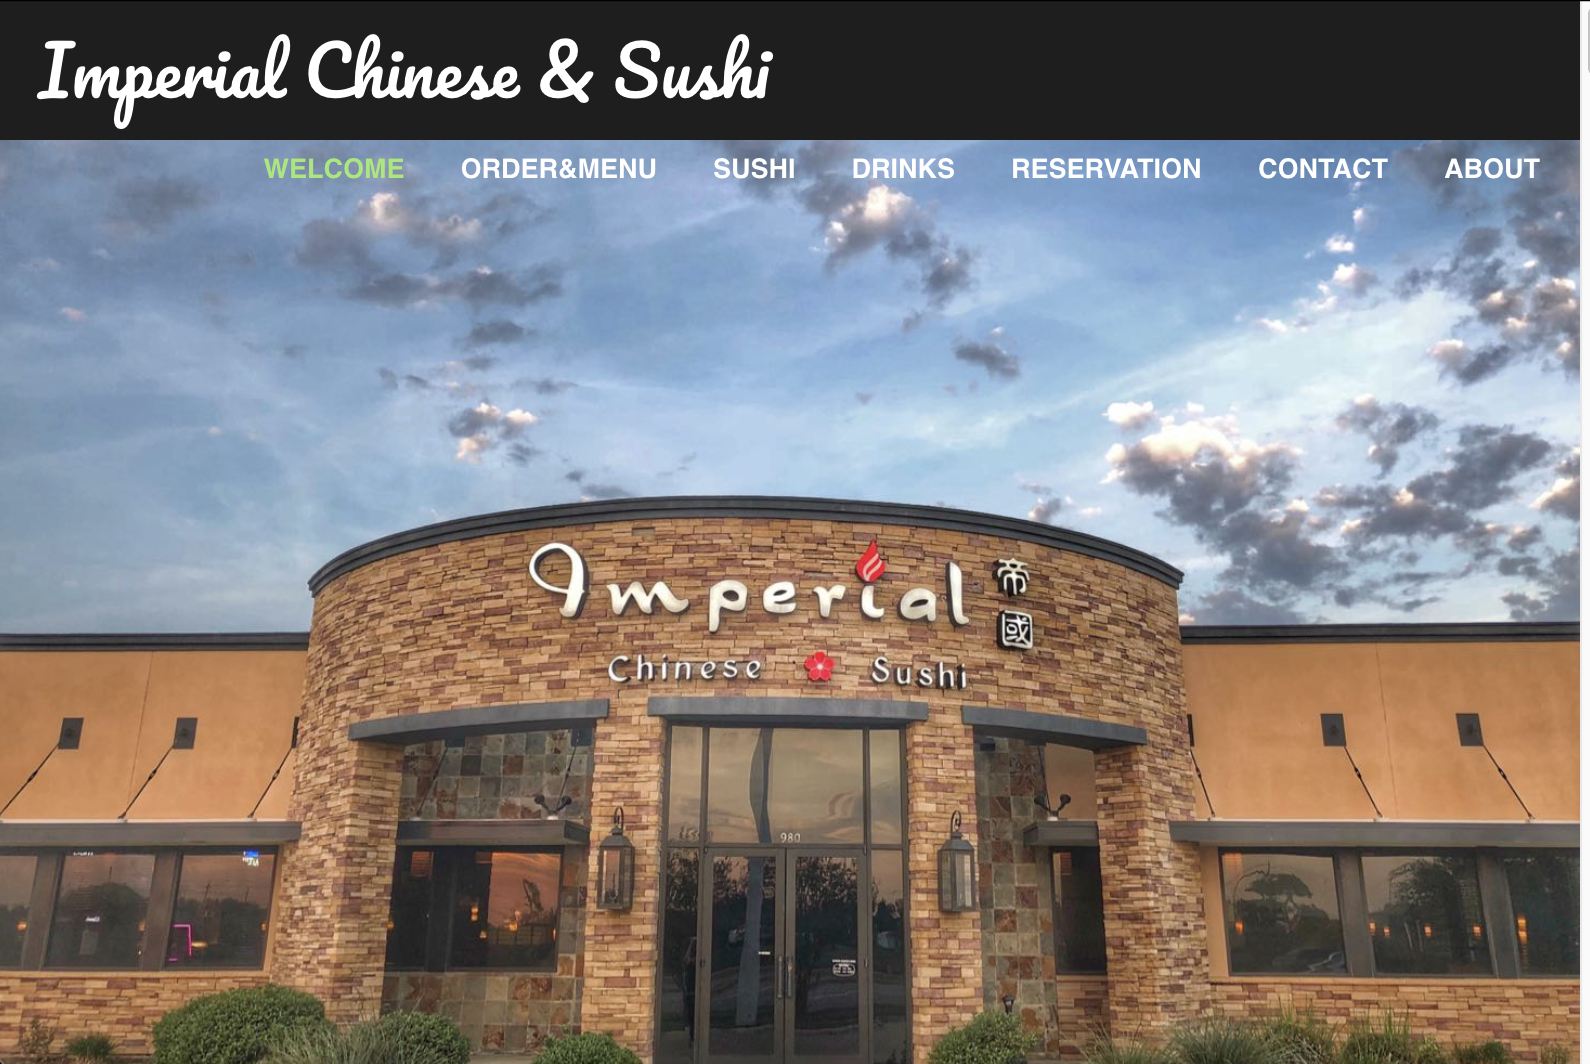 Imperial Chinese & Sushi
WELCOME ORDER&MENU SUSHI DRINKS RESERVATION CONTACT ABOUT
Imperial
帝國
Chinese Sushi
980